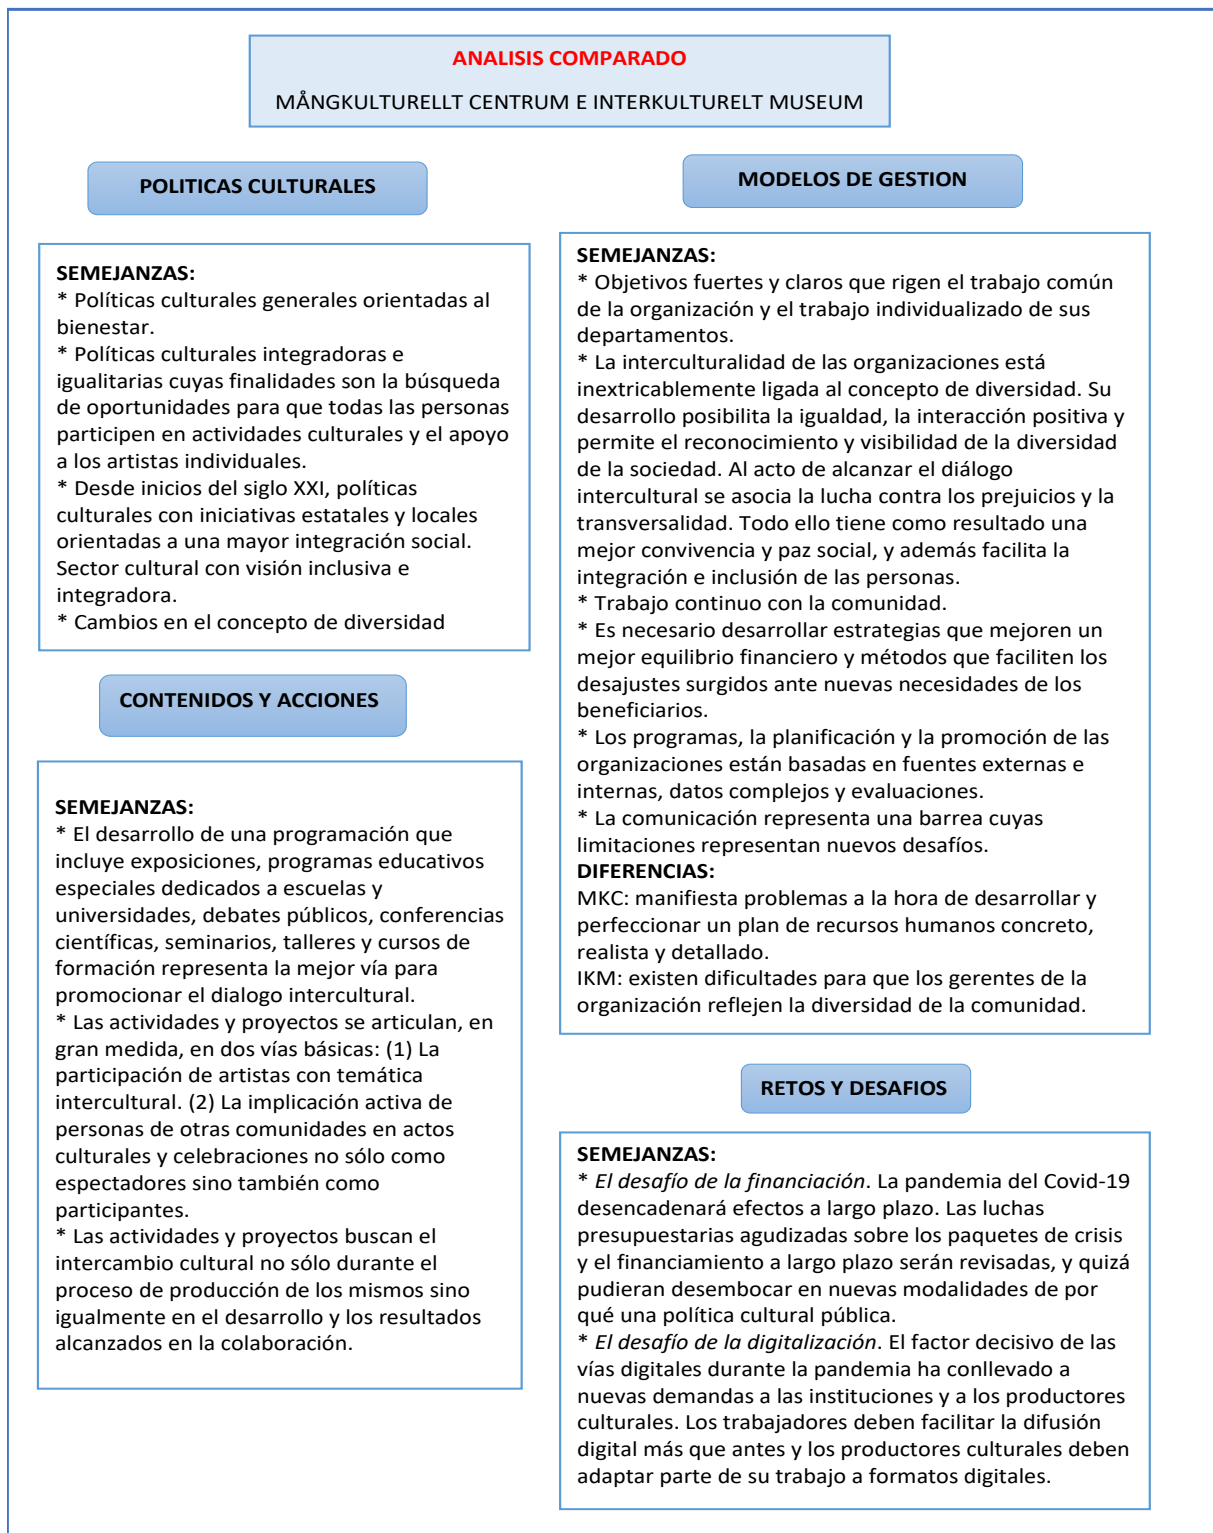 ANALISIS COMPARADO
MÅNGKULTURELLT CENTRUM E INTERKULTURELT MUSEUM
POLITICAS CULTURALES
SEMEJANZAS:
* Políticas culturales generales orientadas al
bienestar.
* Políticas culturales integradoras e
igualitarias cuyas finalidades son la búsqueda
de oportunidades para que todas las personas
participen en actividades culturales y el apoyo
a los artistas individuales.
* Desde inicios del siglo XXI, políticas
culturales con iniciativas estatales y locales
orientadas a una mayor integración social.
Sector cultural con visión inclusiva e
integradora.
* Cambios en el concepto de diversidad
CONTENIDOS Y ACCIONES
SEMEJANZAS:
* El desarrollo de una programación que
incluye exposiciones, programas educativos
especiales dedicados a escuelas y
universidades, debates públicos, conferencias
científicas, seminarios, talleres y cursos de
formación representa la mejor vía para
promocionar el dialogo intercultural.
* Las actividades y proyectos se articulan, en
gran medida, en dos vías básicas: (1) La
participación de artistas con temática
intercultural. (2) La implicación activa de
personas de otras comunidades en actos
culturales y celebraciones no sólo como
espectadores sino también como
participantes.
* Las actividades y proyectos buscan el
intercambio cultural no sólo durante el
proceso de producción de los mismos sino
igualmente en el desarrollo y los resultados
alcanzados en la colaboración.
MODELOS DE GESTION
SEMEJANZAS:
* Objetivos fuertes y claros que rigen el trabajo común
de la organización y el trabajo individualizado de sus
departamentos.
* La interculturalidad de las organizaciones está
inextricablemente ligada al concepto de diversidad. Su
desarrollo posibilita la igualdad, la interacción positiva y
permite el reconocimiento y visibilidad de la diversidad
de la sociedad. Al acto de alcanzar el diálogo
intercultural se asocia la lucha contra los prejuicios y la
transversalidad. Todo ello tiene como resultado una
mejor convivencia y paz social, y además facilita la
integración e inclusión de las personas.
* Trabajo continuo con la comunidad.
* Es necesario desarrollar estrategias que mejoren un
mejor equilibrio financiero y métodos que faciliten los
desajustes surgidos ante nuevas necesidades de los
beneficiarios.
* Los programas, la planificación y la promoción de las
organizaciones están basadas en fuentes externas e
internas, datos complejos y evaluaciones.
* La comunicación representa una barrea cuyas
limitaciones representan nuevos desafíos.
DIFERENCIAS:
MKC: manifiesta problemas a la hora de desarrollar y
perfeccionar un plan de recursos humanos concreto,
realista y detallado.
IKM: existen dificultades para que los gerentes de la
organización reflejen la diversidad de la comunidad.
RETOS Y DESAFIOS
SEMEJANZAS:
* El desafío de la financiación. La pandemia del Covid-19
desencadenará efectos a largo plazo. Las luchas
presupuestarias agudizadas sobre los paquetes de crisis
y el financiamiento a largo plazo serán revisadas, y quizá
pudieran desembocar en nuevas modalidades de por
qué una política cultural pública.
* El desafío de la digitalización. El factor decisivo de las
vías digitales durante la pandemia ha conllevado a
nuevas demandas a las instituciones y a los productores
culturales. Los trabajadores deben facilitar la difusión
digital más que antes y los productores culturales deben
adaptar parte de su trabajo a formatos digitales.